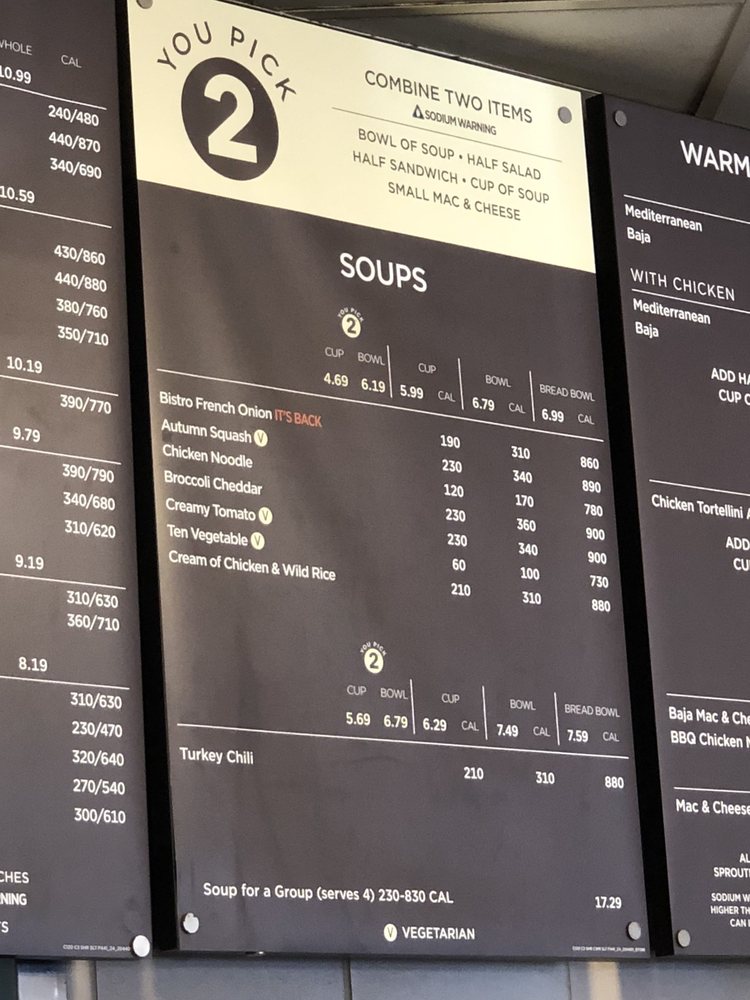 WHOLE
CAL
10.99
240/480
440/870
340/690
10.59
430/860
440/880
380/760
350/710
10.19
390/770
9.79
390/790
340/680
310/620
9.19
310/630
360/710
8.19
310/630
230/470
320/640
270/540
300/610
YOU PICK
2
COMBINE TWO ITEMS
SODIUM WARNING
BOWL OF SOUP • HALF SALAD
HALF SANDWICH • CUP OF SOUP
SMALL MAC & CHEESE
SOUPS
YOU PICK
2
CUP BOWL CUP BOWL BREAD BOWL
4.69 6.19 5.99 CAL 6.79 CAL 6.99 CAL
Bistro French Onion IT'S BACK 190 310 860
Autumn Squash V 230 340 890
Chicken Noodle 120 170 780
Broccoli Cheddar 230 360 900
Creamy Tomato V 230 340 900
Ten Vegetable V 60 100 730
Cream of Chicken & Wild Rice 210 310 880
YOU PICK
2
CUP BOWL CUP BOWL BREAD BOWL
5.69 6.79 6.29 CAL 7.49 CAL 7.59 CAL
Turkey Chili 210 310 880
Soup for a Group (serves 4) 230-830 CAL 17.29
V VEGETARIAN
WARM
Mediterranean
Baja
WITH CHICKEN
Mediterranean
Baja
ADD HA
CUP O
Chicken Tortellini A
ADD
CU
Baja Mac & Che
BBQ Chicken M
Mac & Cheese
AL
SPROUT
SODIUM W
HIGHER TH
CAN I